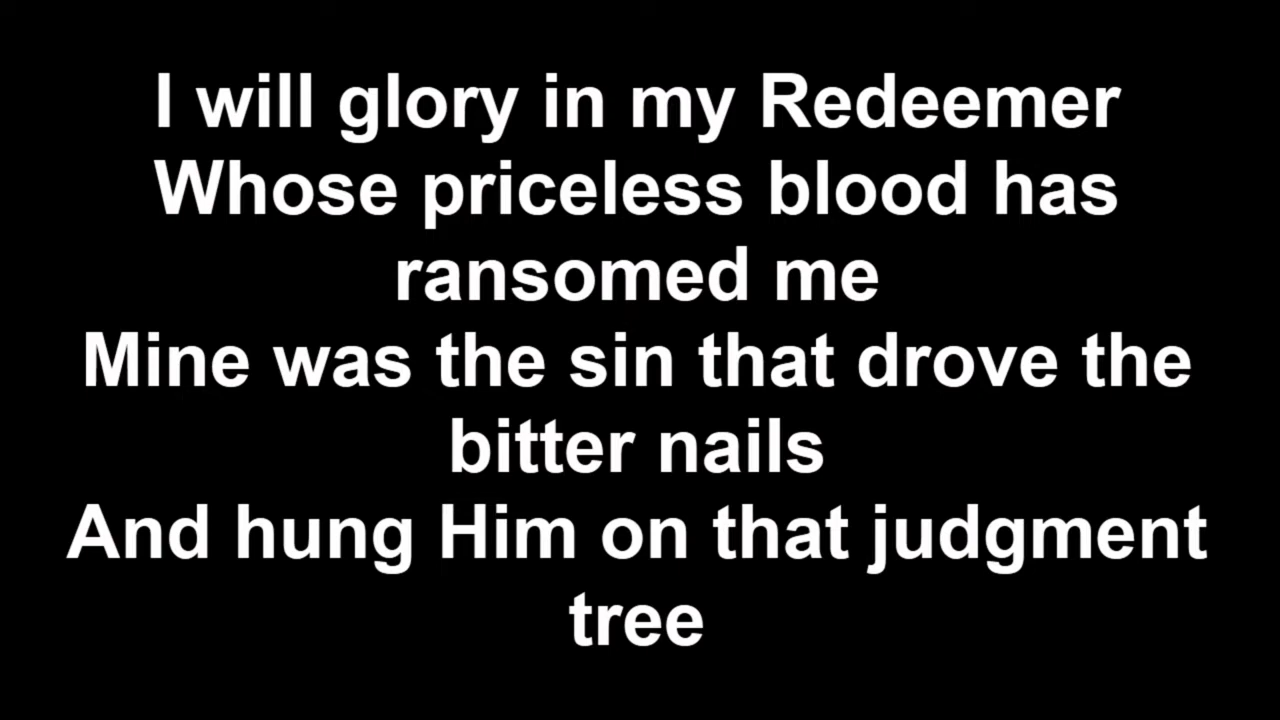 I will glory in my Redeemer
Whose priceless blood has
ransomed me
Mine was the sin that drove the
bitter nails
And hung Him on that judgment
tree